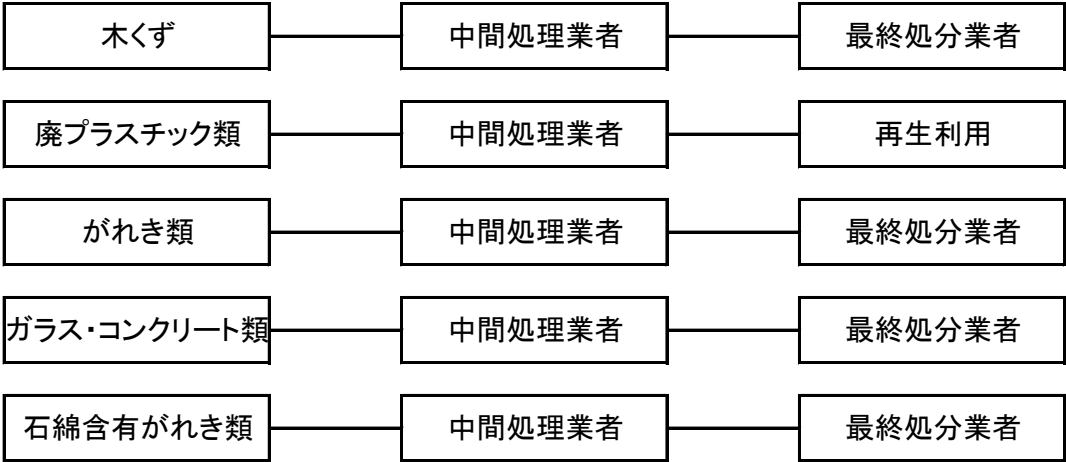 木くず 中間処理業者 最終処分業者
廃プラスチック類 中間処理業者 再生利用
がれき類 中間処理業者 最終処分業者
ガラス・コンクリート類 中間処理業者 最終処分業者
石綿含有がれき類 中間処理業者 最終処分業者